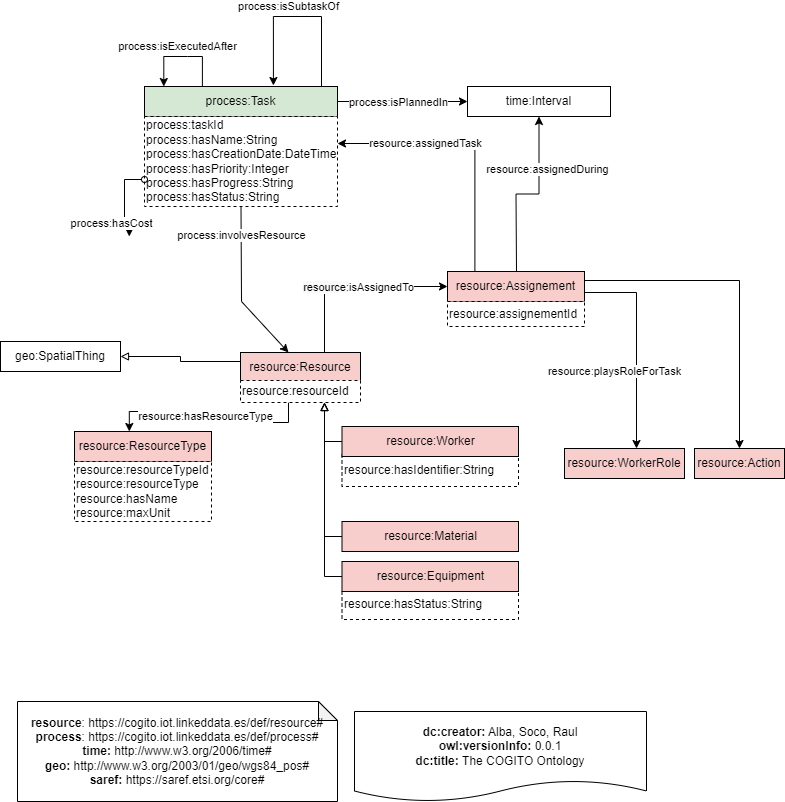 process:isSubtaskOf
process:isExecutedAfter
process:Task
process:isPlannedIn
time:Interval
process:taskId
process:hasName:String
process:hasCreationDate:DateTime
process:hasPriority:Integer
process:hasProgress:String
process:hasStatus:String
resource:assignedTask
resource:assignedDuring
process:hasCost
process:involvesResource
resource:isAssignedTo
resource:Assignement
resource:assignementId
geo:SpatialThing
resource:Resource
resource:resourceId
resource:playsRoleForTask
resource:hasResourceType
resource:ResourceType
resource:resourceTypeId
resource:resourceType
resource:hasName
resource:maxUnit
resource:Worker
resource:hasIdentifier:String
resource:WorkerRole
resource:Action
resource:Material
resource:Equipment
resource:hasStatus:String
resource: https://cogito.iot.linkeddata.es/def/resource#
process: https://cogito.iot.linkeddata.es/def/process#
time: http://www.w3.org/2006/time#
geo: http://www.w3.org/2003/01/geo/wgs84_pos#
saref: https://saref.etsi.org/core#
dc:creator: Alba, Soco, Raul
owl:versionInfo: 0.0.1
dc:title: The COGITO Ontology